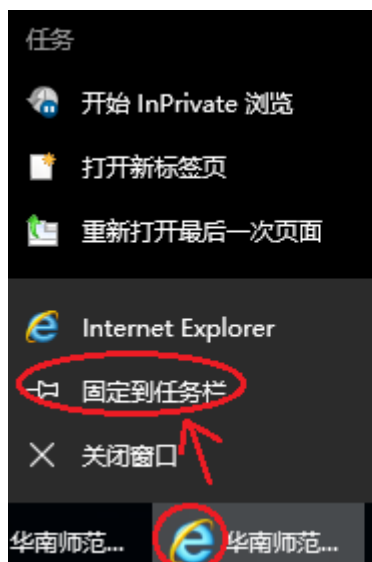 任务
开始 InPrivate 浏览
打开新标签页
重新打开最后一次页面
Internet Explorer
固定到任务栏
关闭窗口
华南师范... 华南师范...